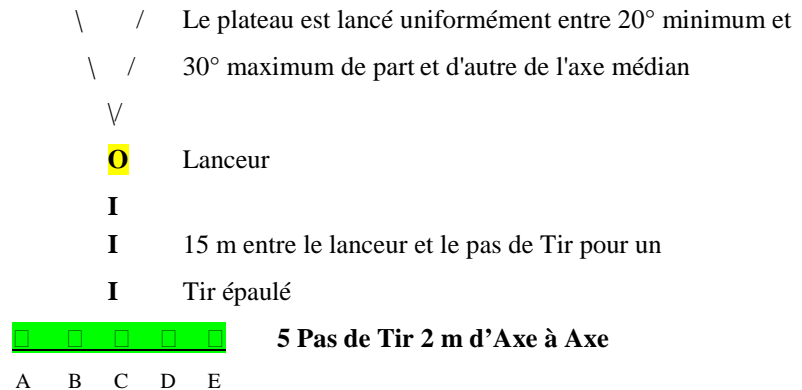 \ / Le plateau est lancé uniformément entre 20° minimum et
\ / 30° maximum de part et d'autre de l'axe médian
\/
O Lanceur
I
I 15 m entre le lanceur et le pas de Tir pour un
I Tir épaulé
□ □ □ □ □ 5 Pas de Tir 2 m d’Axe à Axe
A B C D E